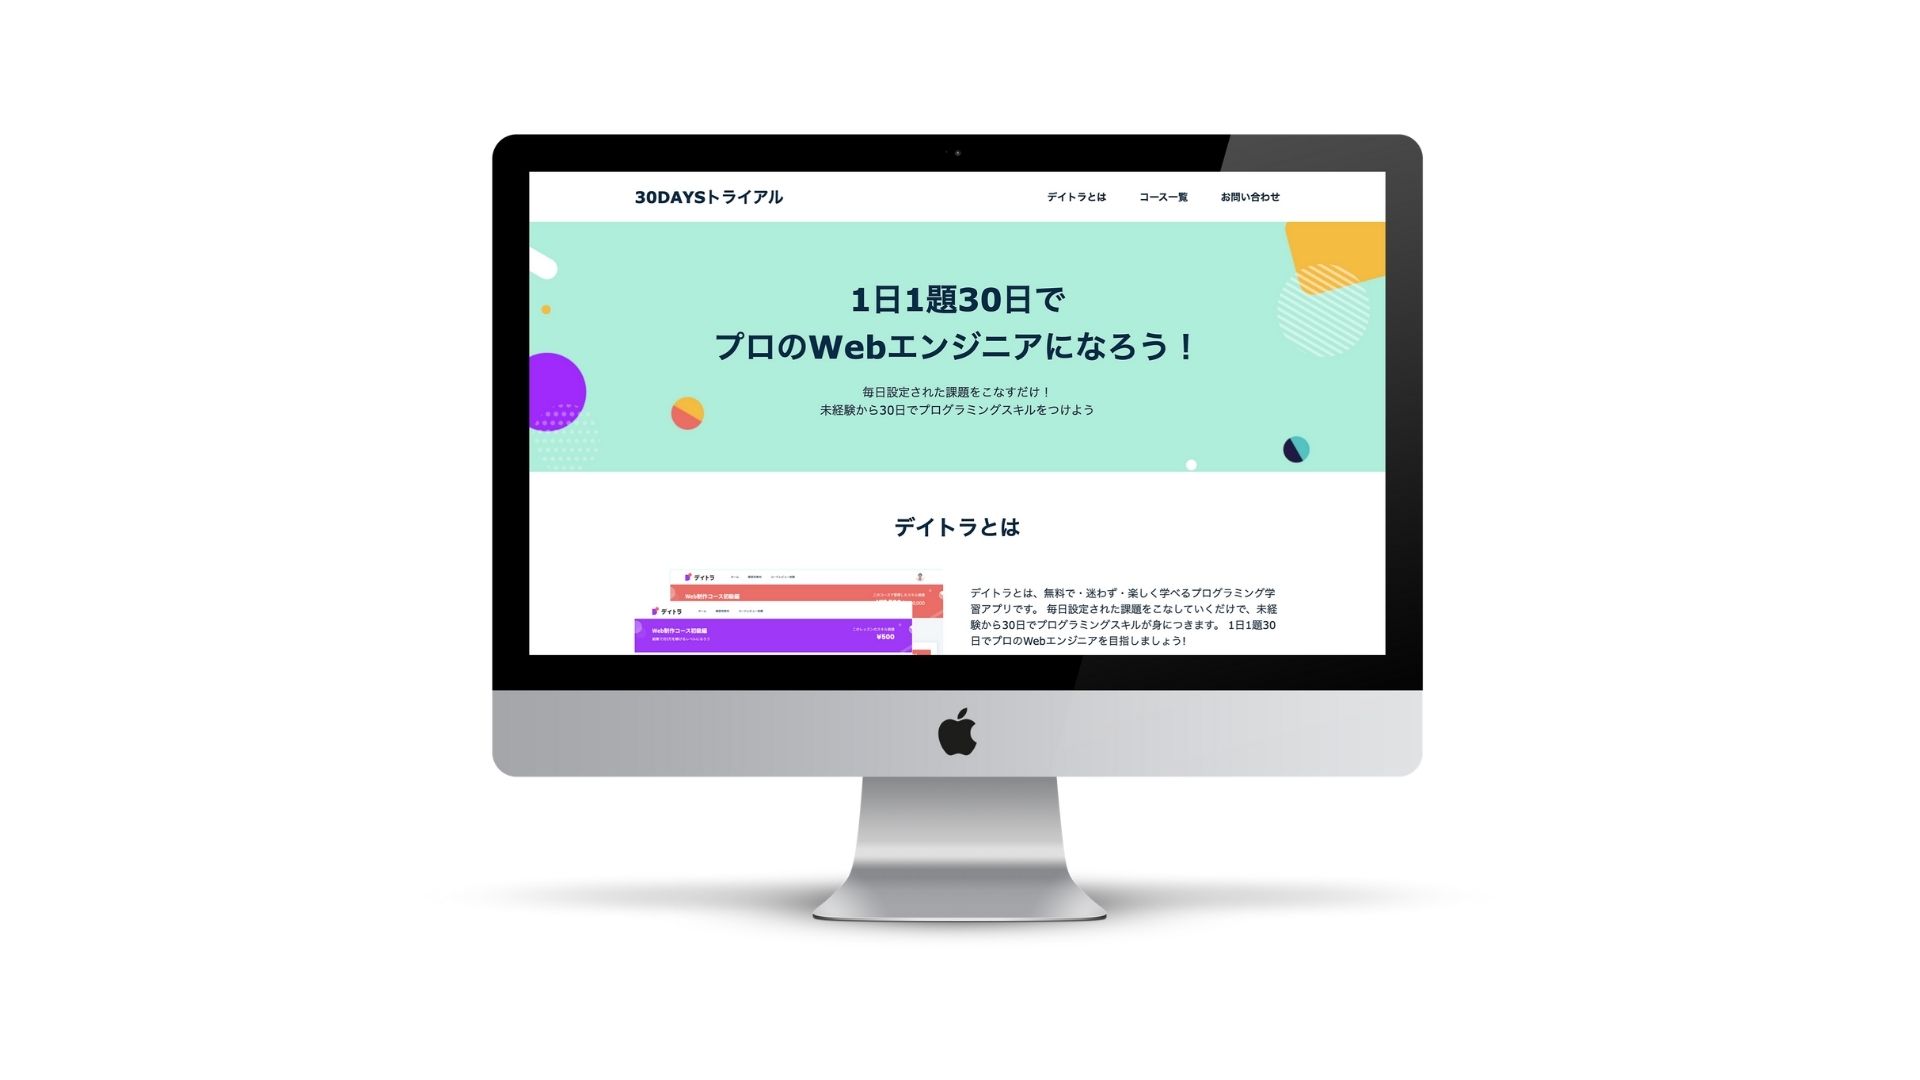 30DAYSトライアル
デイトラとは
コース一覧
お問い合わせ
1日1題30日で
プロのWebエンジニアになろう！
毎日設定された課題をこなすだけ！
未経験から30日でプログラミングスキルをつけよう
デイトラとは
デイトラ
Web制作コース初級編
デイトラ
Web制作コース初級編
¥500
デイトラとは、無料で・迷わず・楽しく学べるプログラミング学
習アプリです。 毎日設定された課題をこなしていくだけで、未経
験から30日でプログラミングスキルが身につきます。 1日1題30
日でプロのWebエンジニアを目指しましょう!